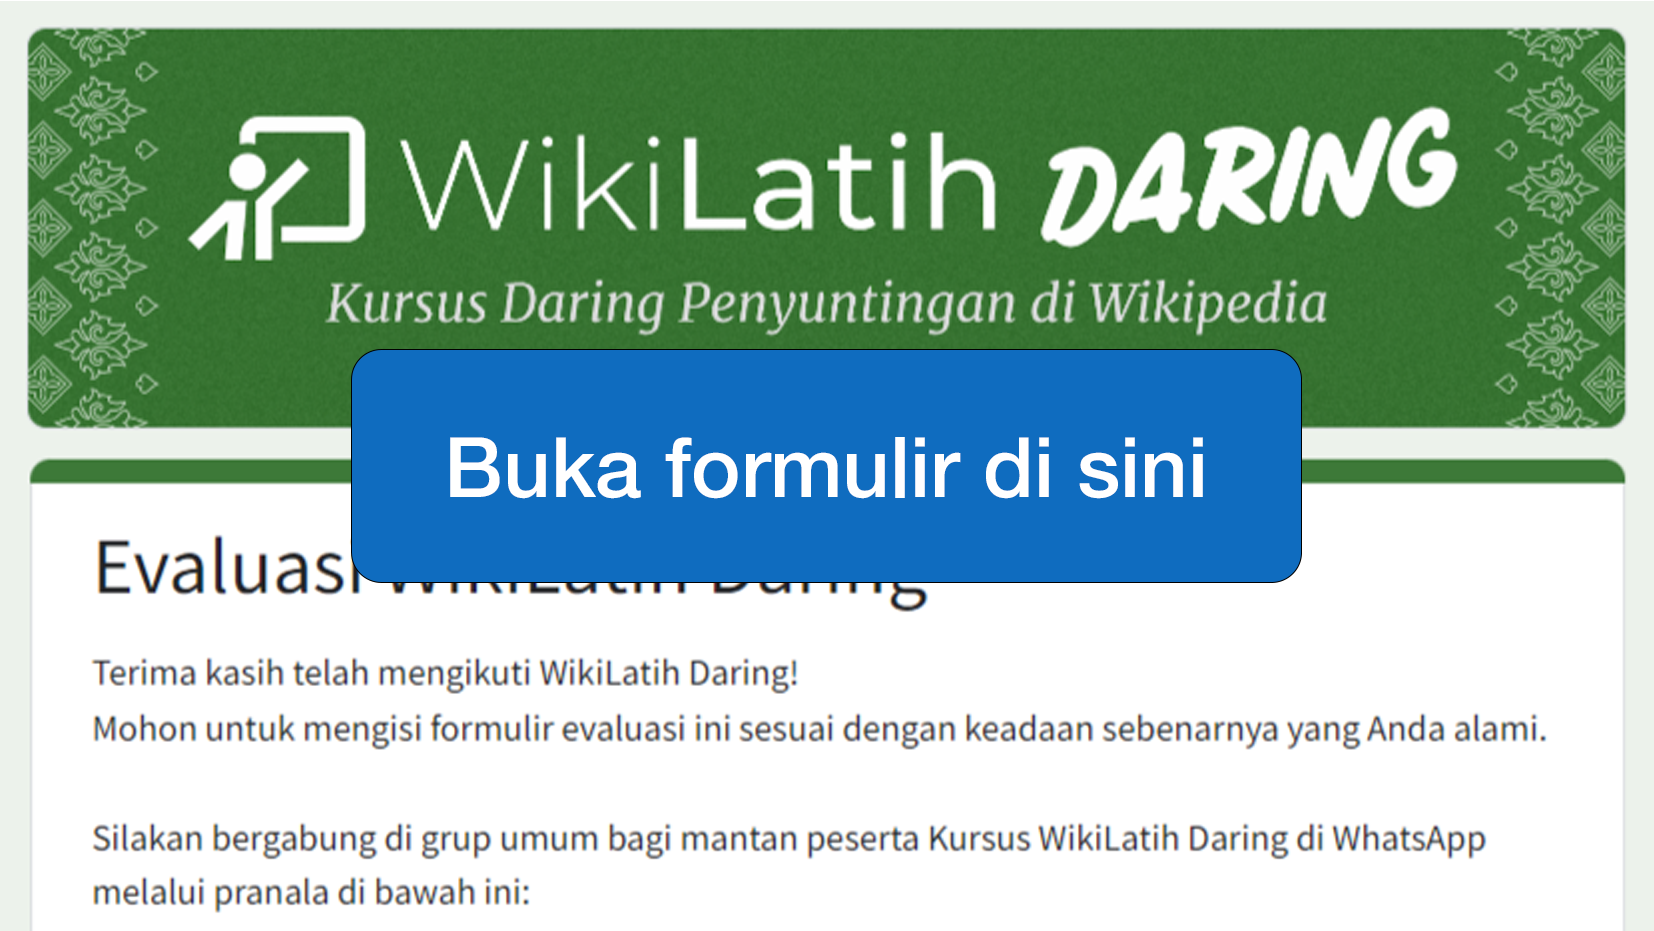 WikiLatih DARING
Kursus Daring Penyuntingan di Wikipedia
Buka formulir di sini
Evaluasi WikiLatih Daring
Terima kasih telah mengikuti WikiLatih Daring!
Mohon untuk mengisi formulir evaluasi ini sesuai dengan keadaan sebenarnya yang Anda alami.
Silakan bergabung di grup umum bagi mantan peserta Kursus WikiLatih Daring di WhatsApp
melalui pranala di bawah ini: